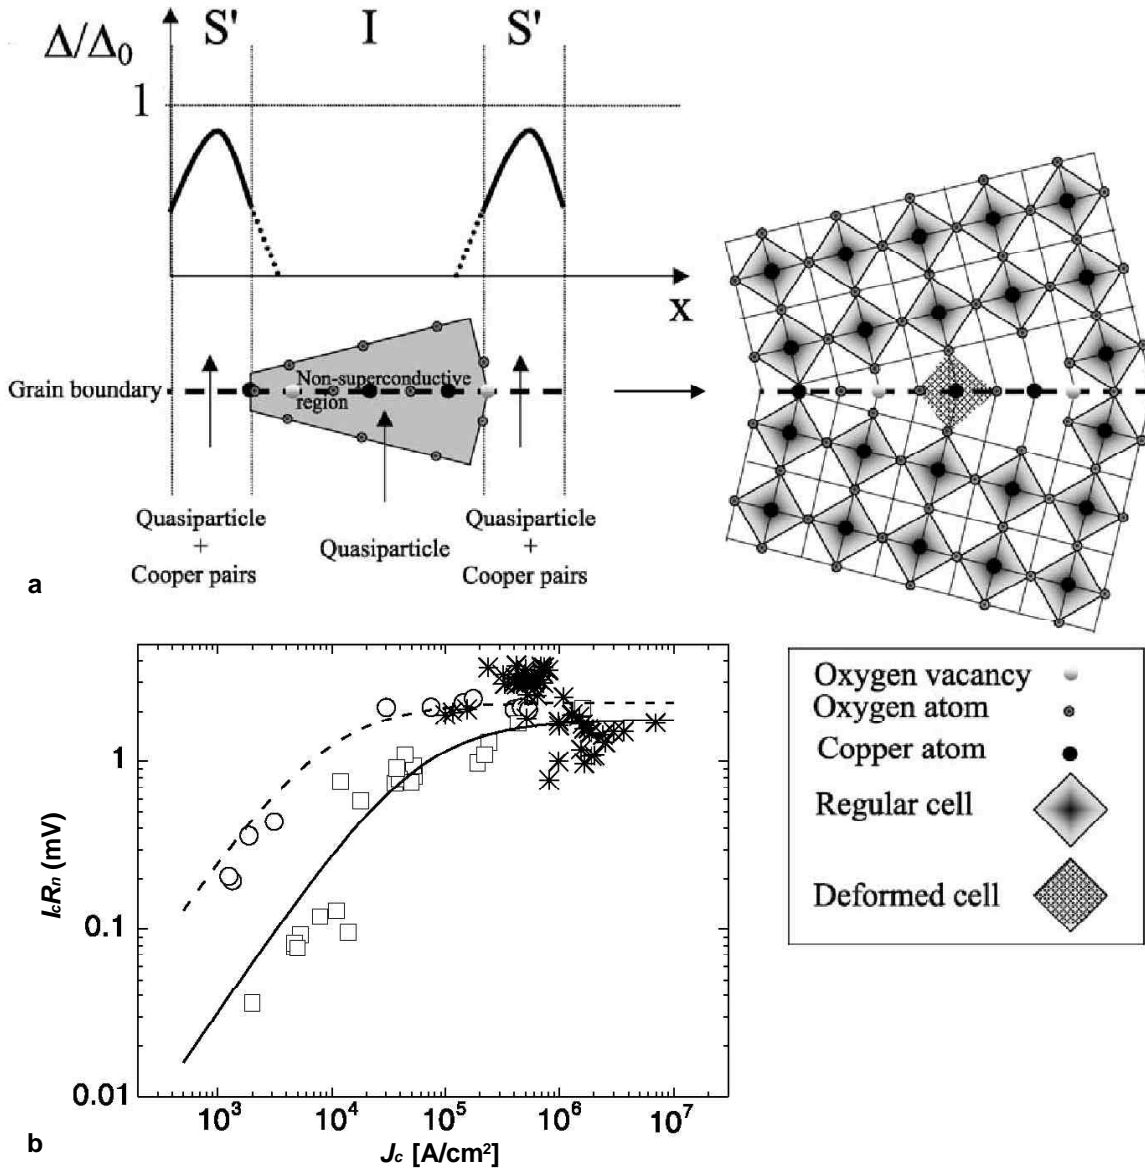 S' I S'
Δ/Δ0
1
x
Grain boundary
Non-superconductive
region
Quasiparticle
+
Cooper pairs
Quasiparticle
Quasiparticle
+
Cooper pairs
a
Oxygen vacancy
Oxygen atom
Copper atom
Regular cell
Deformed cell
IcRn (mV)
1
0.1
0.01
10^3 10^4 10^5 10^6 10^7
Jc [A/cm^2]
b